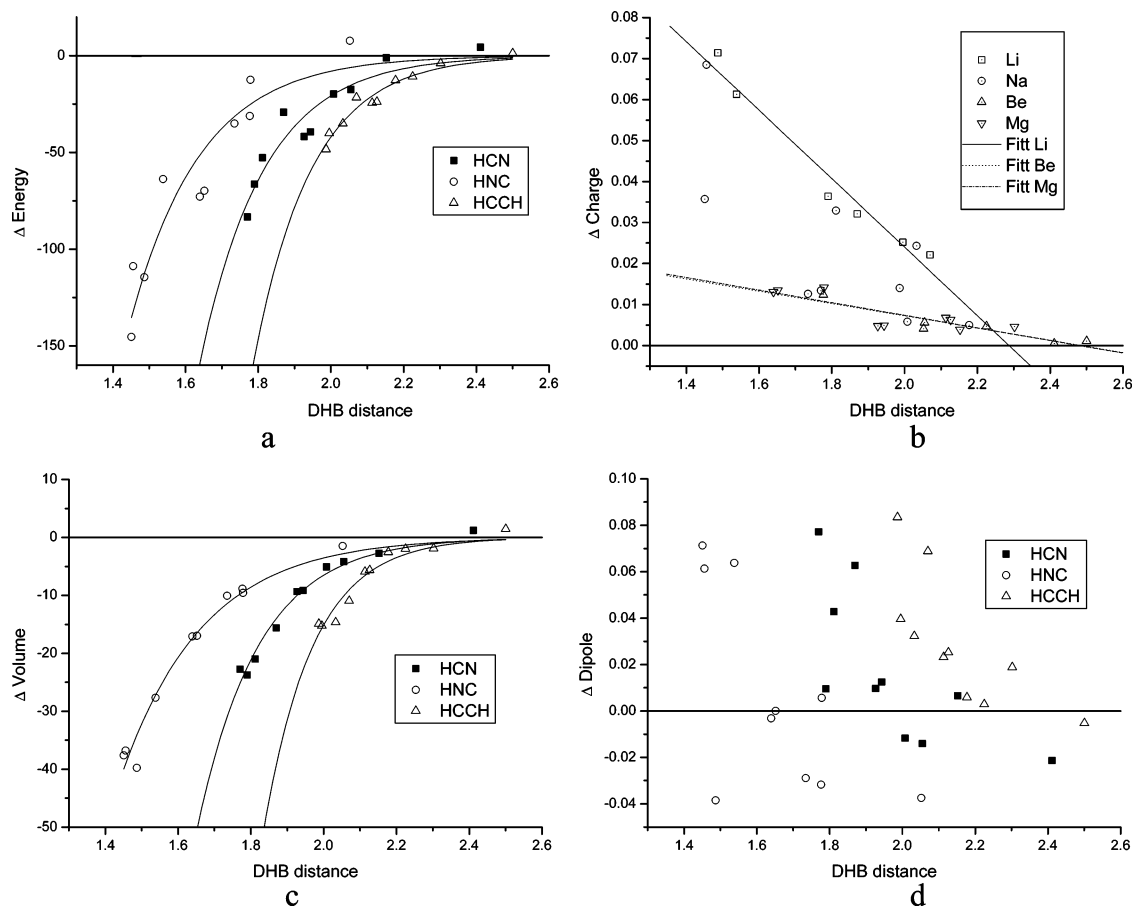 0
-50
-100
-150
1.4 1.6 1.8 2.0 2.2 2.4 2.6
Δ Energy
DHB distance
HCN
HNC
HCCH
a
0.08
0.07
0.06
0.05
0.04
0.03
0.02
0.01
0.00
1.4 1.6 1.8 2.0 2.2 2.4 2.6
Δ Charge
DHB distance
Li
Na
Be
Mg
Fitt Li
Fitt Be
Fitt Mg
b
10
0
-10
-20
-30
-40
-50
1.4 1.6 1.8 2.0 2.2 2.4 2.6
Δ Volume
DHB distance
HCN
HNC
HCCH
c
0.10
0.08
0.06
0.04
0.02
0.00
-0.02
-0.04
1.4 1.6 1.8 2.0 2.2 2.4 2.6
Δ Dipole
DHB distance
HCN
HNC
HCCH
d